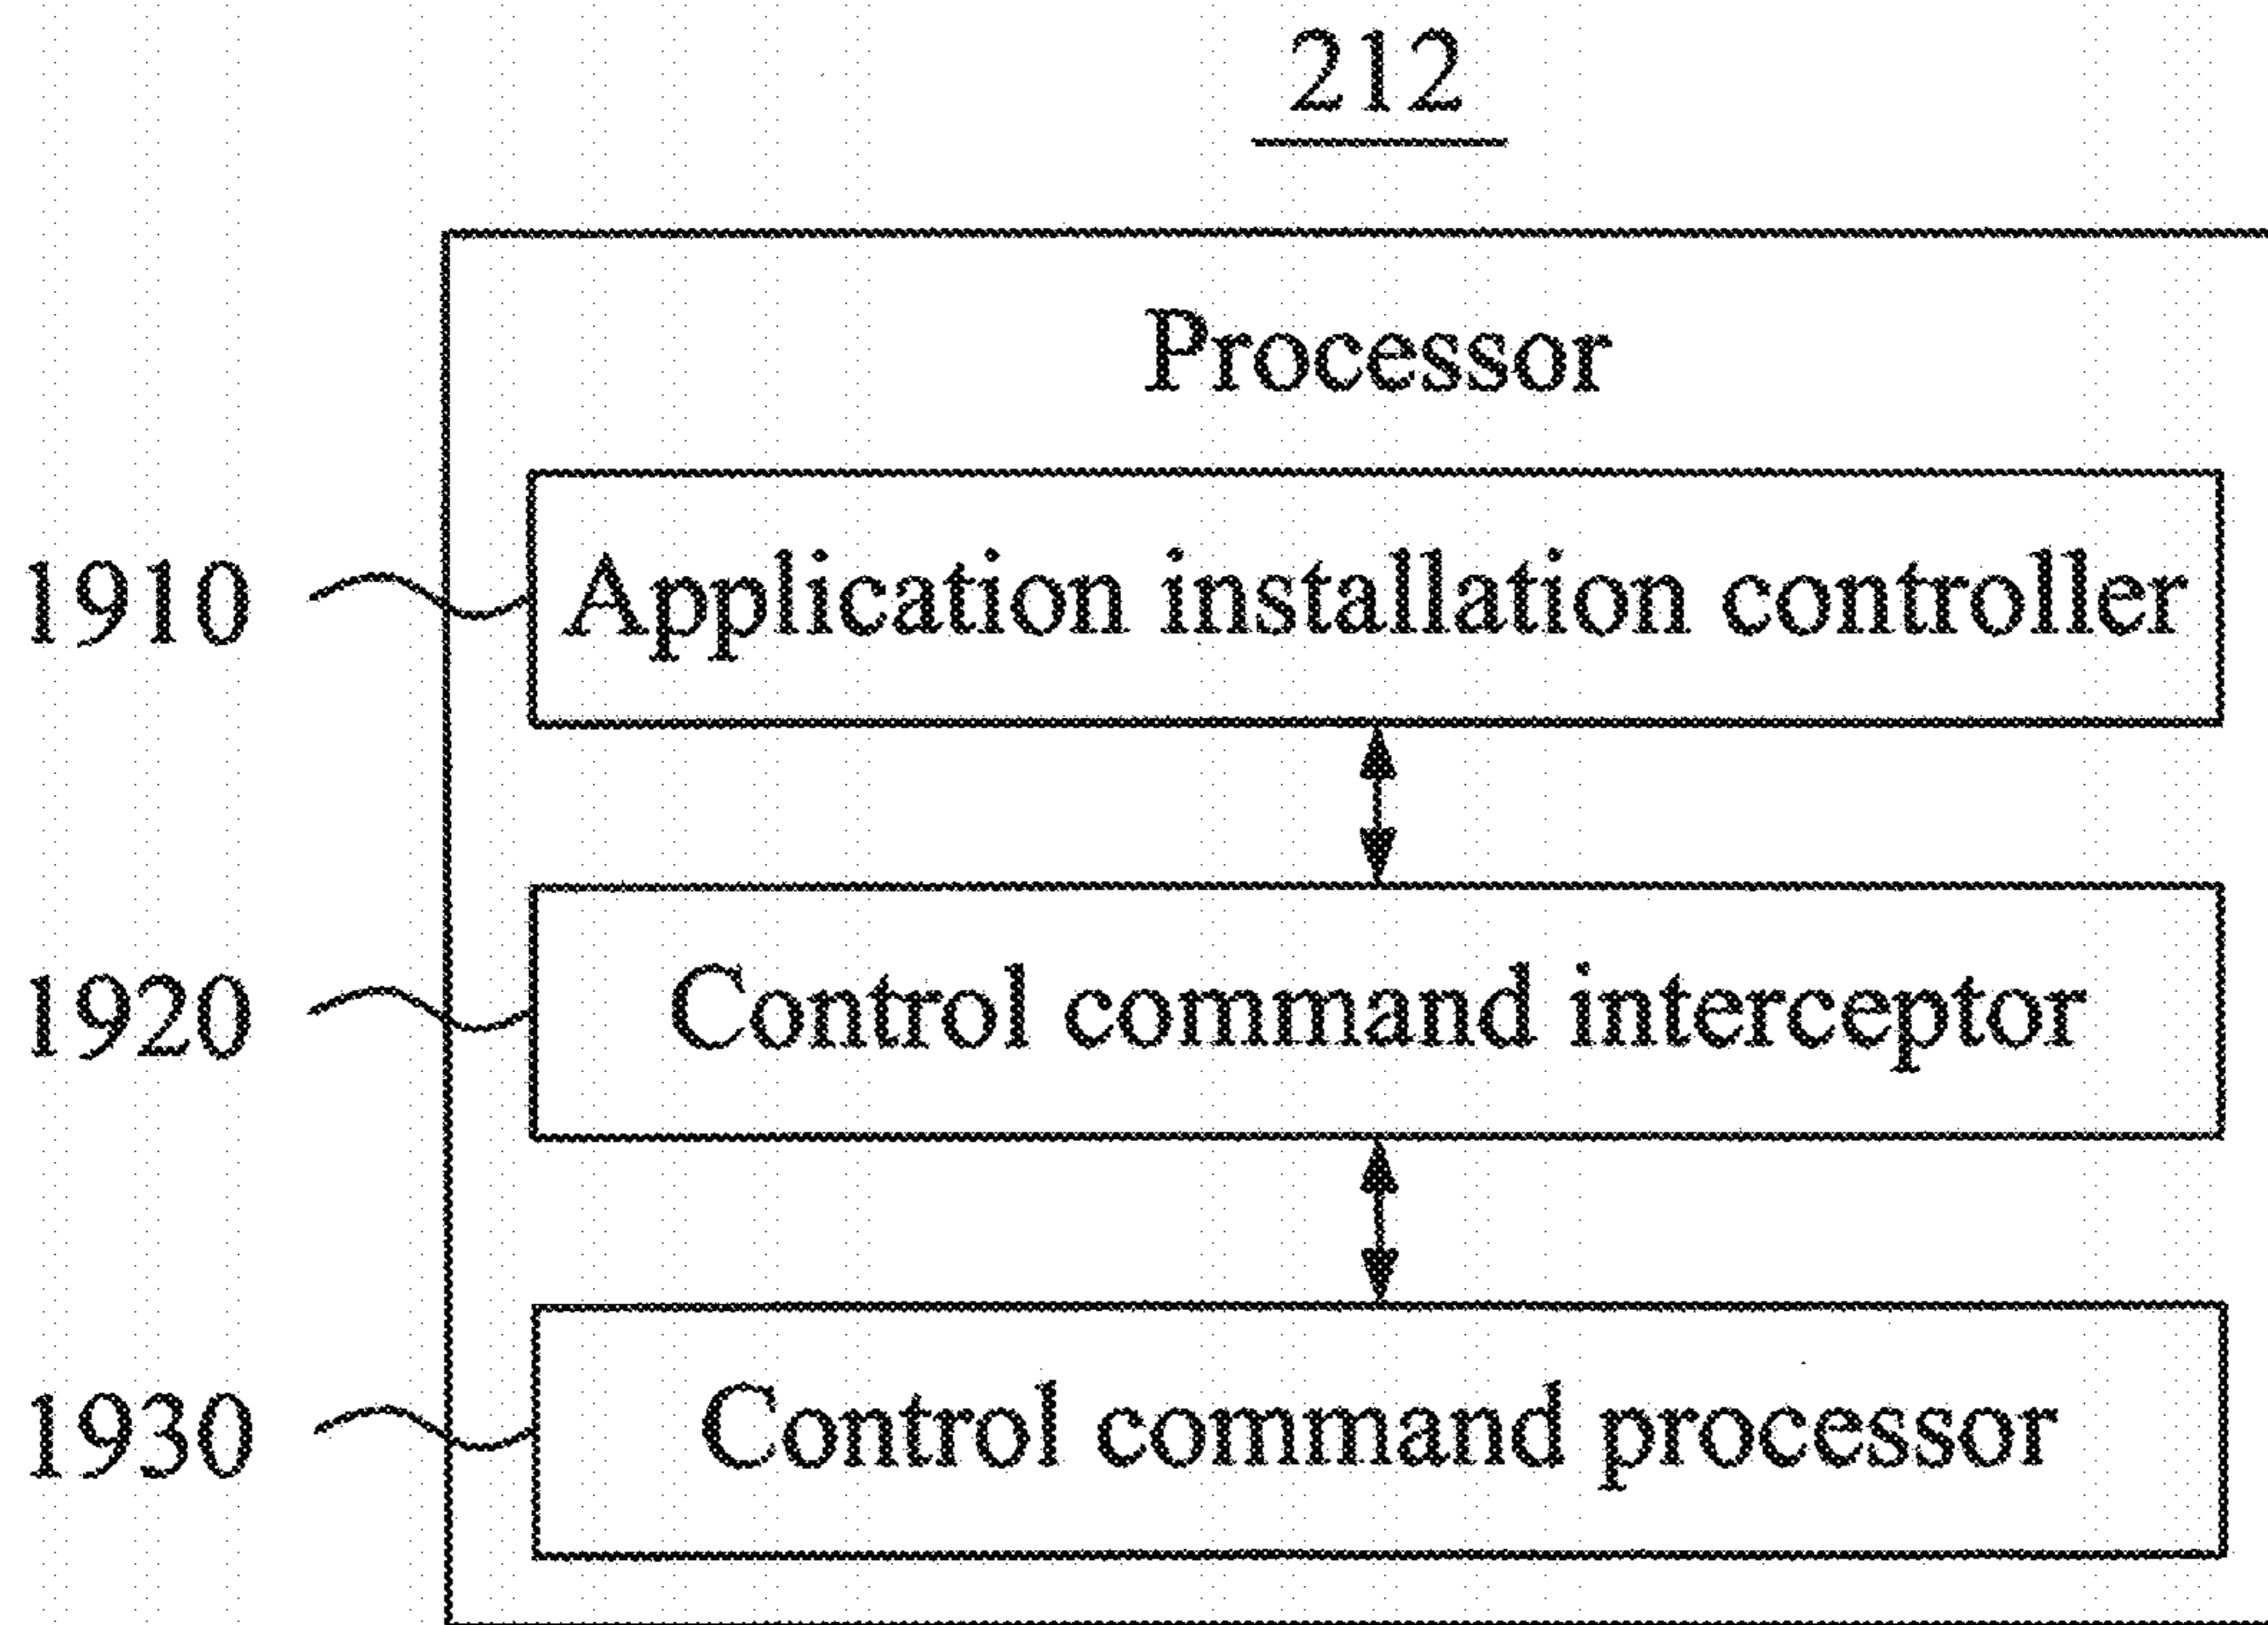 212
Processor
1910 Application installation controller
1920 Control command interceptor
1930 Control command processor